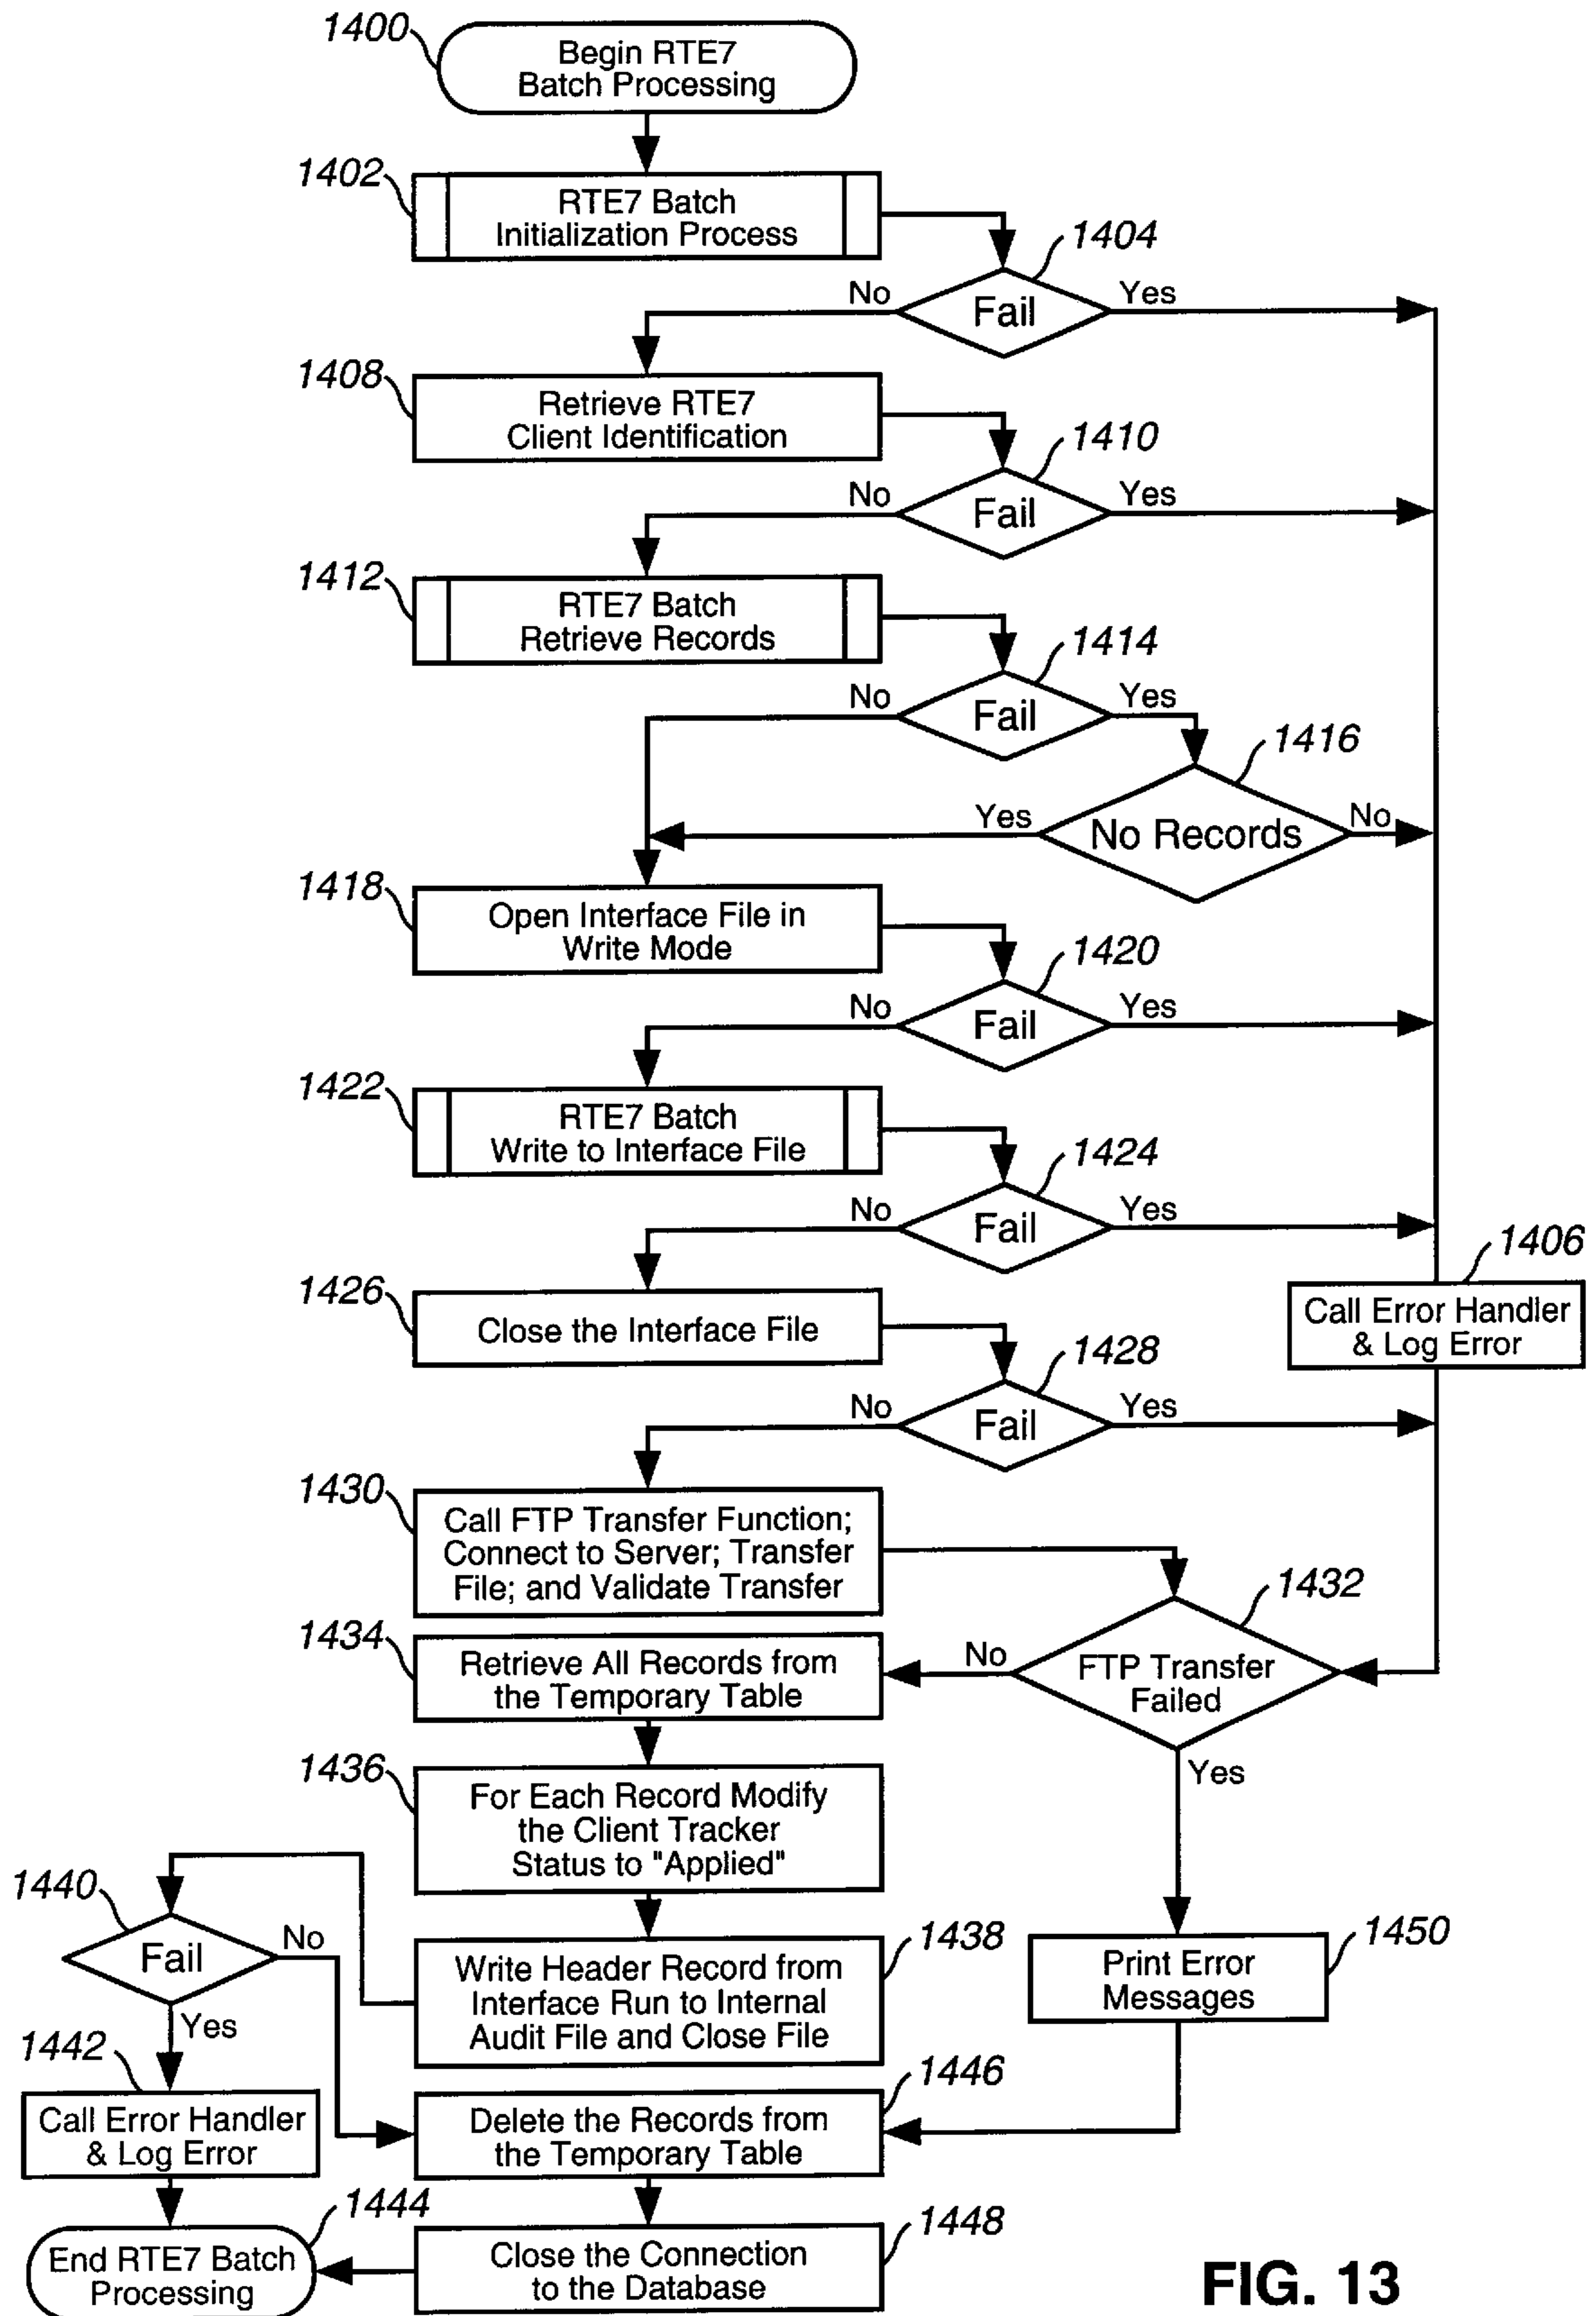 1400
Begin RTE7
Batch Processing
1402
RTE7 Batch
Initialization Process
1404
Fail
No
Yes
1408
Retrieve RTE7
Client Identification
1410
Fail
No
Yes
1412
RTE7 Batch
Retrieve Records
1414
Fail
No
Yes
1416
No Records
Yes
No
1418
Open Interface File in
Write Mode
1420
Fail
No
Yes
1422
RTE7 Batch
Write to Interface File
1424
Fail
No
Yes
1406
Call Error Handler
& Log Error
1426
Close the Interface File
1428
Fail
No
Yes
1430
Call FTP Transfer Function;
Connect to Server; Transfer
File; and Validate Transfer
1432
FTP Transfer
Failed
No
Yes
1434
Retrieve All Records from
the Temporary Table
1436
For Each Record Modify
the Client Tracker
Status to "Applied"
1438
Write Header Record from
Interface Run to Internal
Audit File and Close File
1440
Fail
No
Yes
1450
Print Error
Messages
1442
Call Error Handler
& Log Error
1446
Delete the Records from
the Temporary Table
1444
End RTE7 Batch
Processing
1448
Close the Connection
to the Database
FIG. 13